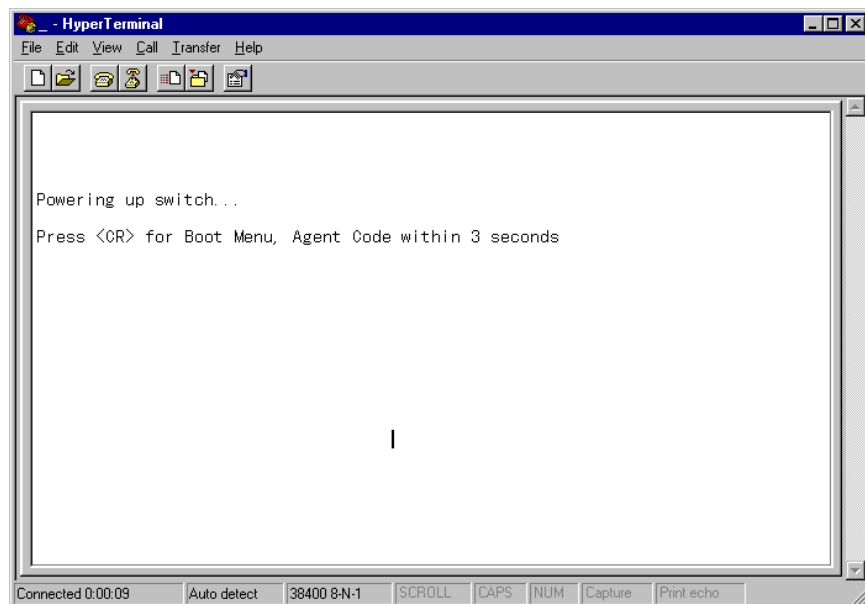 _ - HyperTerminal
File Edit View Call Transfer Help
Powering up switch...
Press <CR> for Boot Menu, Agent Code within 3 seconds
Connected 0:00:09 Auto detect 38400 8-N-1 SCROLL CAPS NUM Capture Print echo